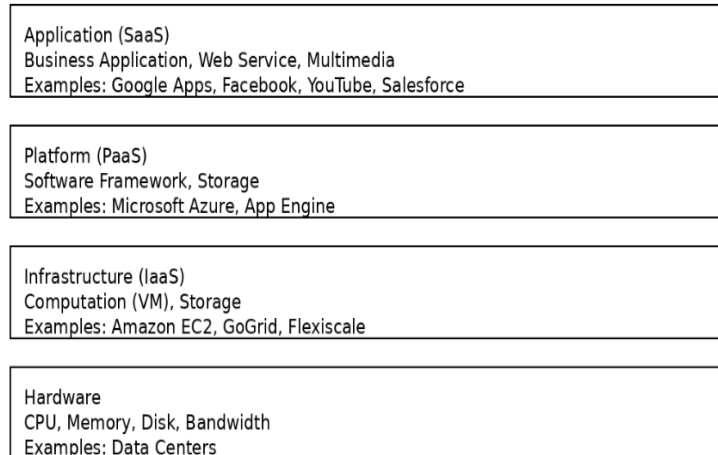 Application (SaaS)
Business Application, Web Service, Multimedia
Examples: Google Apps, Facebook, YouTube, Salesforce
Platform (PaaS)
Software Framework, Storage
Examples: Microsoft Azure, App Engine
Infrastructure (IaaS)
Computation (VM), Storage
Examples: Amazon EC2, GoGrid, Flexiscale
Hardware
CPU, Memory, Disk, Bandwidth
Examples: Data Centers